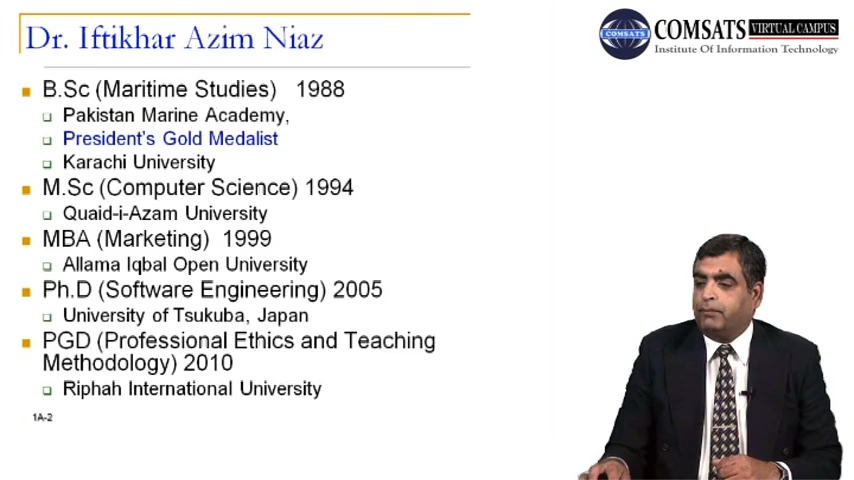 Dr. Iftikhar Azim Niaz
B.Sc (Maritime Studies) 1988
Pakistan Marine Academy,
President's Gold Medalist
Karachi University
M.Sc (Computer Science) 1994
Quaid-i-Azam University
MBA (Marketing) 1999
Allama Iqbal Open University
Ph.D (Software Engineering) 2005
University of Tsukuba, Japan
PGD (Professional Ethics and Teaching
Methodology) 2010
Riphah International University
1A-2
COMSATS
COMSATS VIRTUAL CAMPUS
Institute Of Information Technology